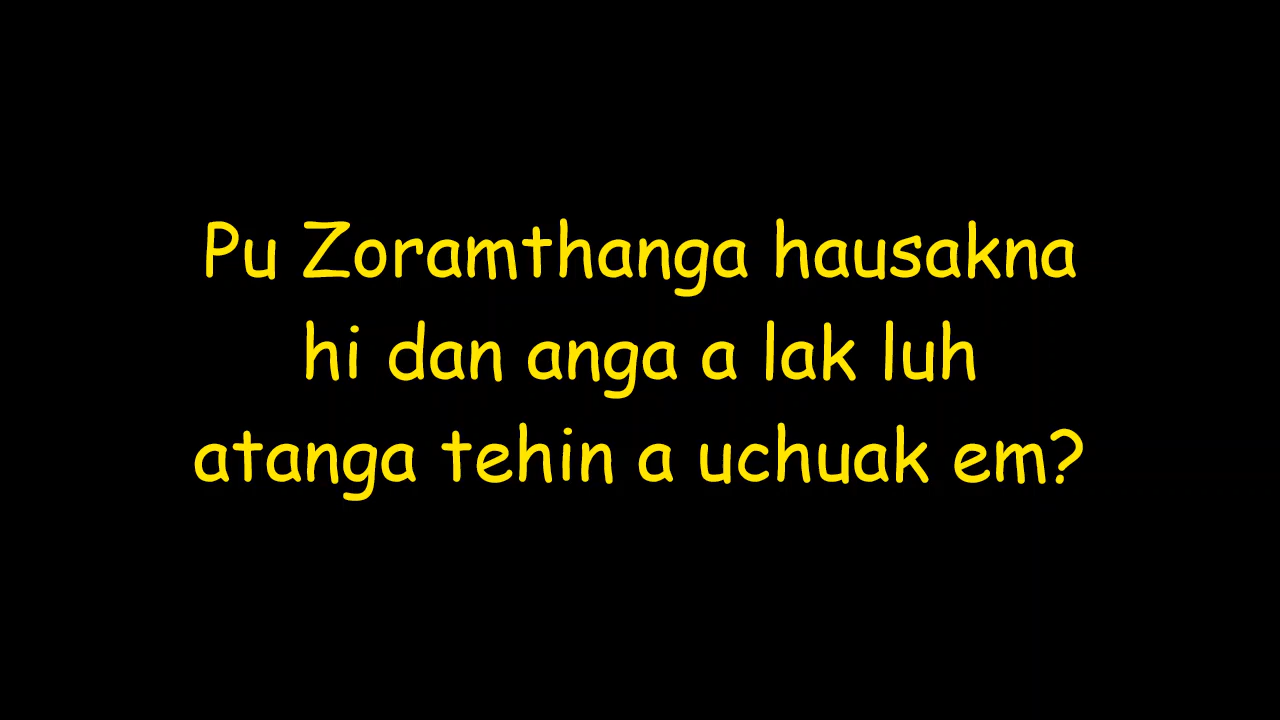 Pu Zoramthanga hausakna
hi dan anga a lak luh
atanga tehin a uchuak em?